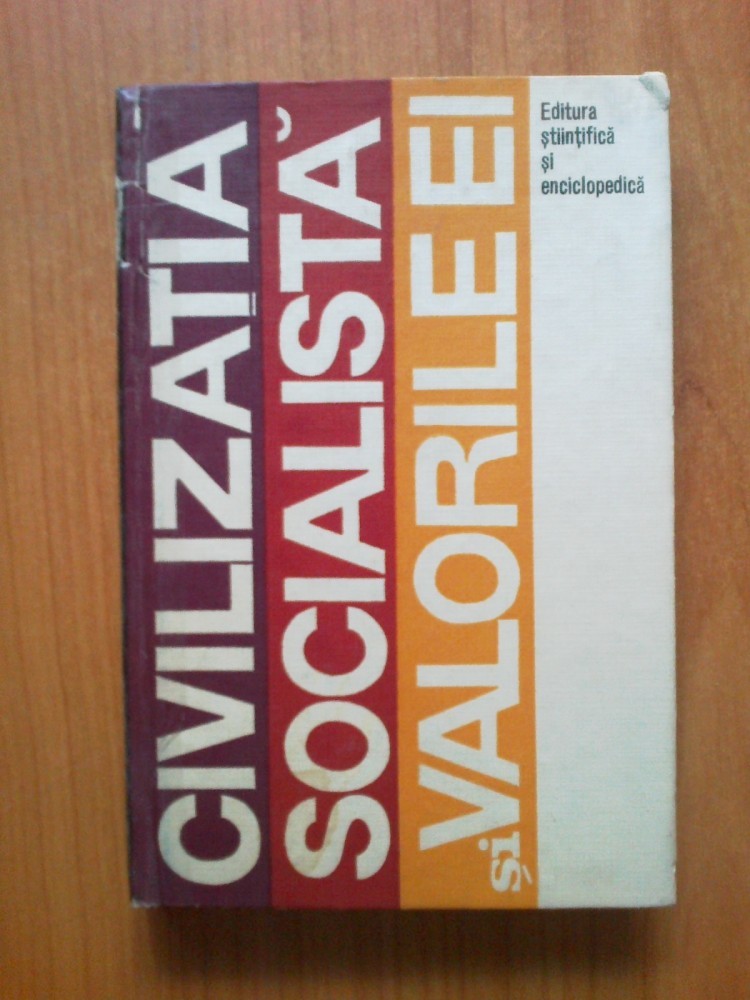 CIVILIZAȚIA
SOCIALISTĂ
și VALORILE EI
Editura
științifică
și
enciclopedică